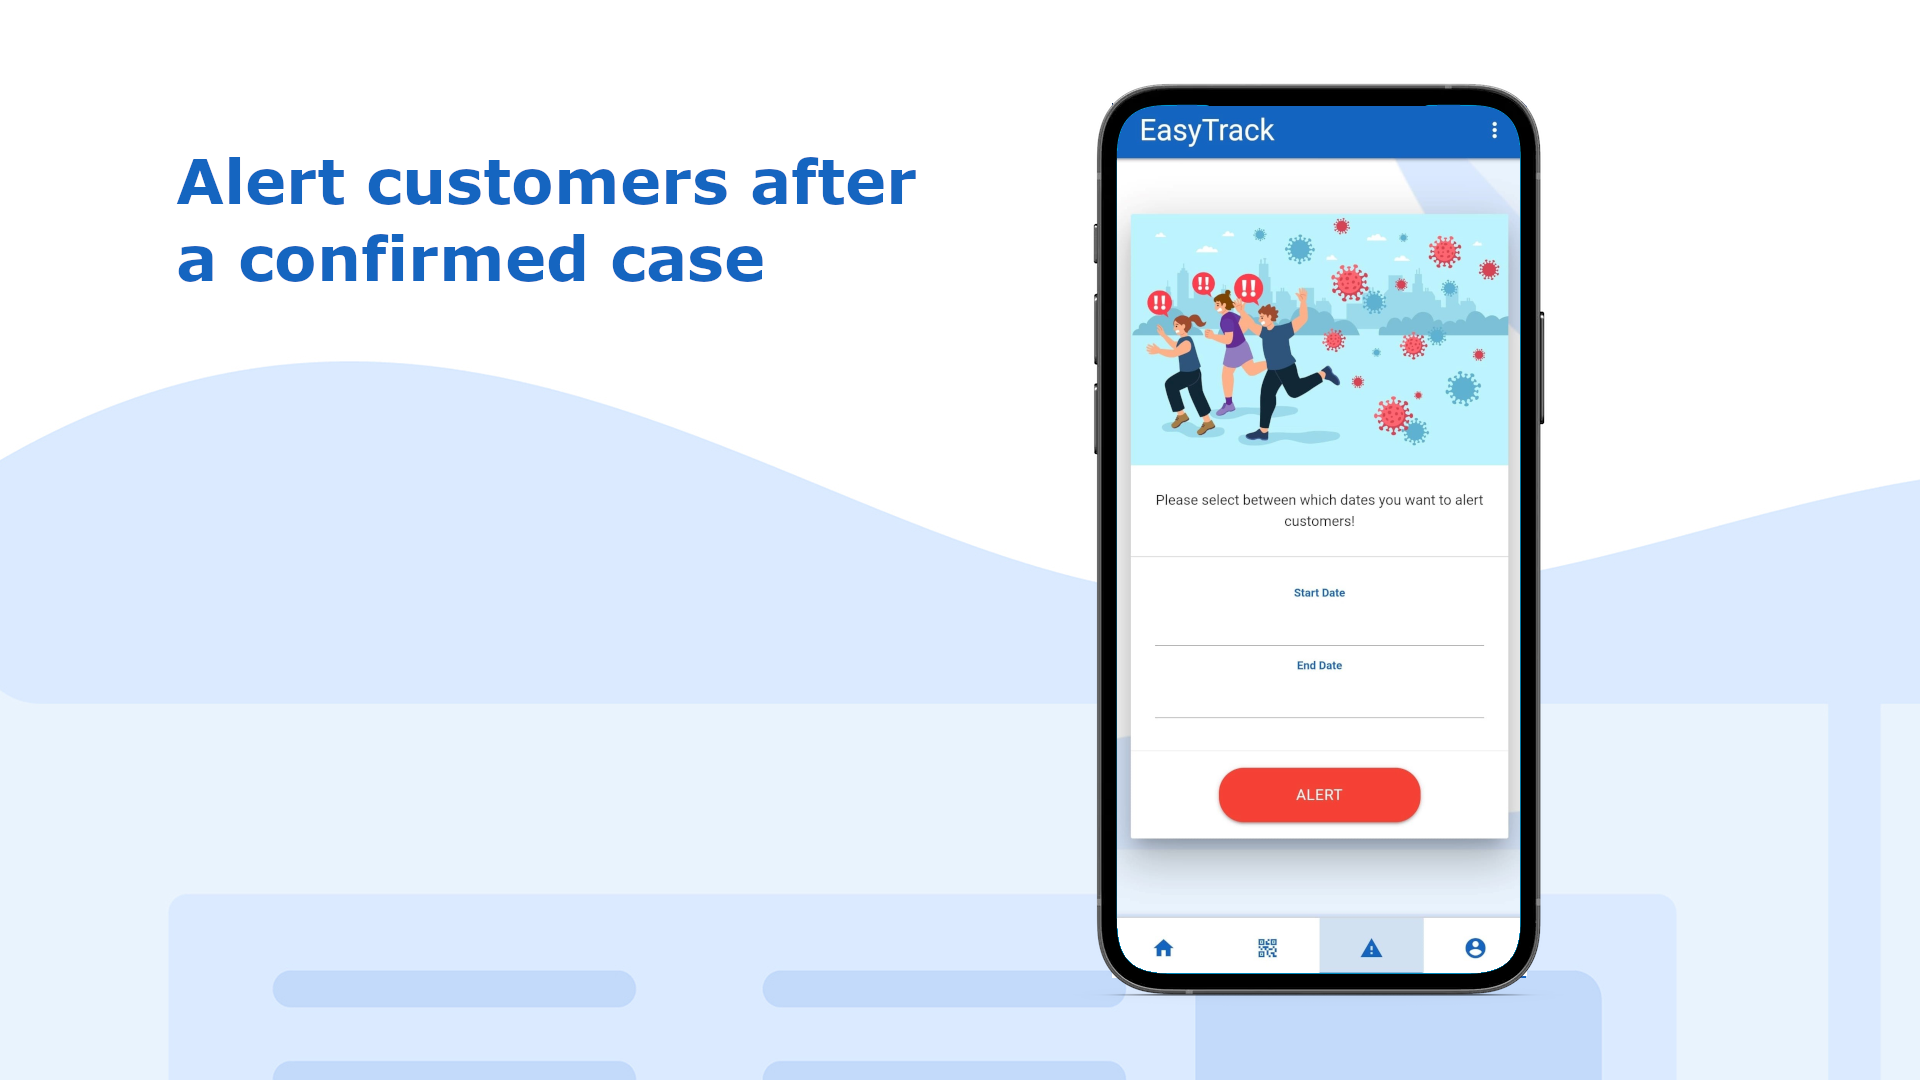 Alert customers after
a confirmed case
EasyTrack
!!
!!
!!
Please select between which dates you want to alert
customers!
Start Date
End Date
ALERT